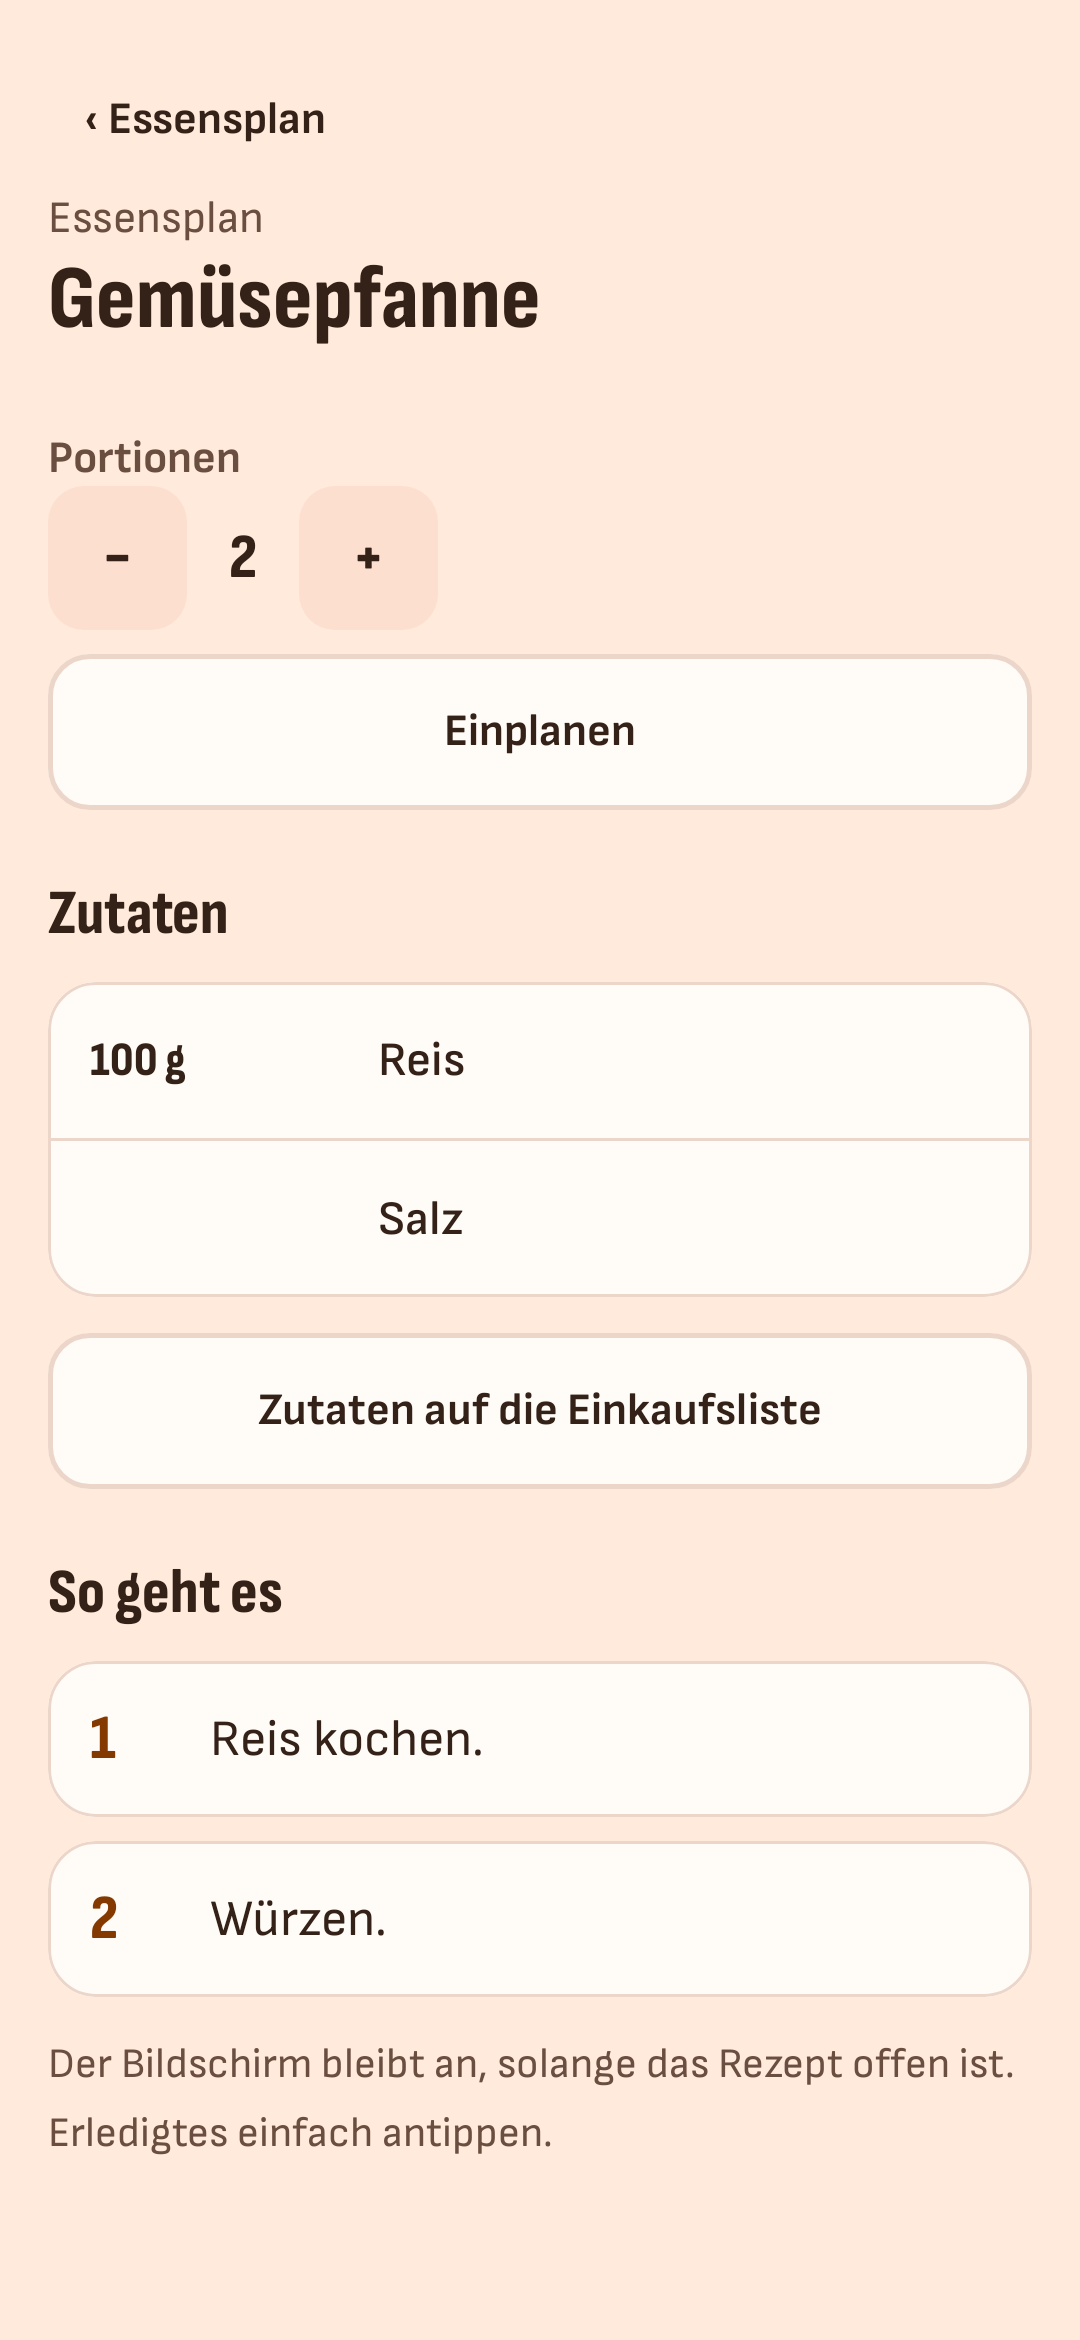 ‹ Essensplan
Essensplan
Gemüsepfanne
Portionen
− 2 +
Einplanen
Zutaten
100 g Reis
Salz
Zutaten auf die Einkaufsliste
So geht es
1 Reis kochen.
2 Würzen.
Der Bildschirm bleibt an, solange das Rezept offen ist.
Erledigtes einfach antippen.